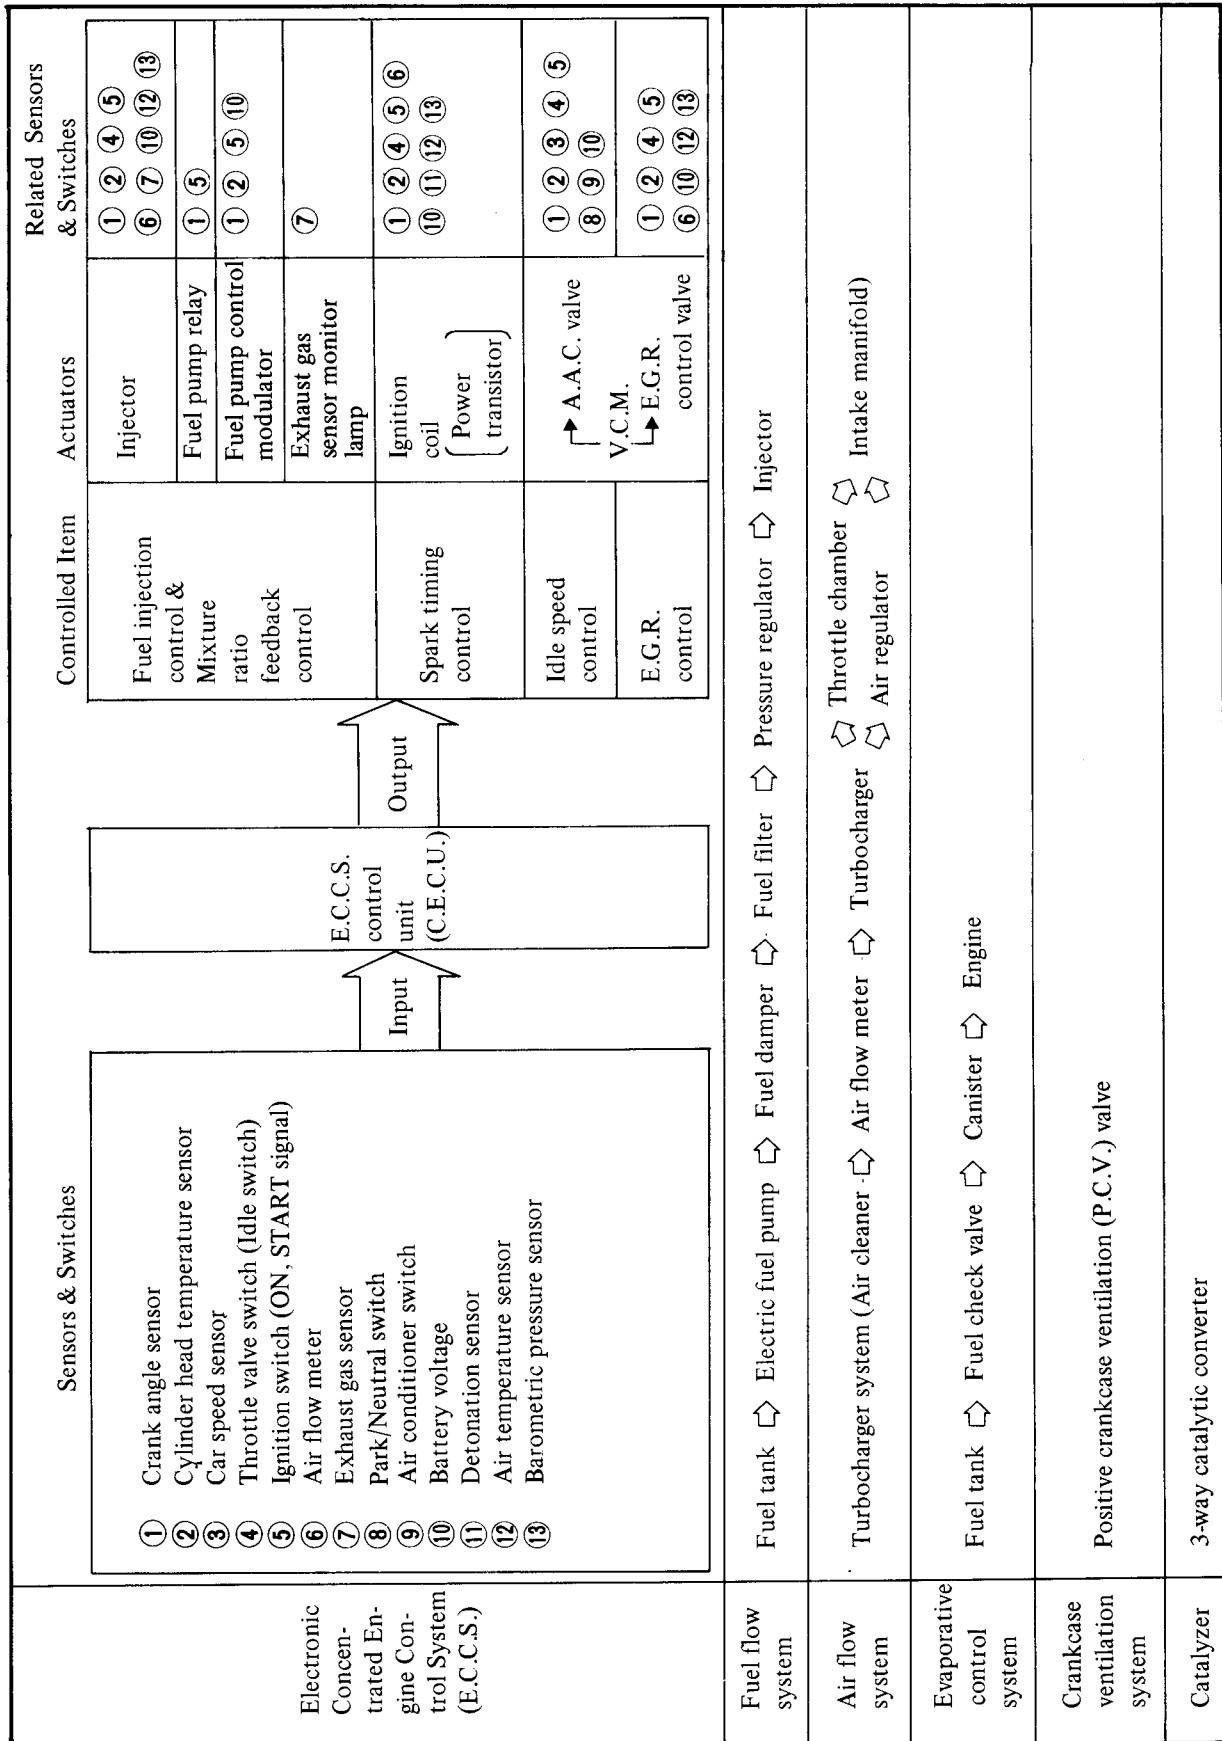 Sensors & Switches
Controlled Item
Actuators
Related Sensors
& Switches
Electronic
Concen-
trated En-
gine Con-
trol System
(E.C.C.S.)
① Crank angle sensor
② Cylinder head temperature sensor
③ Car speed sensor
④ Throttle valve switch (Idle switch)
⑤ Ignition switch (ON, START signal)
⑥ Air flow meter
⑦ Exhaust gas sensor
⑧ Park/Neutral switch
⑨ Air conditioner switch
⑩ Battery voltage
⑪ Detonation sensor
⑫ Air temperature sensor
⑬ Barometric pressure sensor
Input
E.C.C.S.
control
unit
(C.E.C.U.)
Output
Fuel injection
control &
Mixture
ratio
feedback
control
Injector
① ② ④ ⑤
⑥ ⑦ ⑩ ⑫ ⑬
Fuel pump relay
① ⑤
Fuel pump control
modulator
① ② ⑤ ⑩
Exhaust gas
sensor monitor
lamp
⑦
Spark timing
control
Ignition
coil
(Power
transistor)
① ② ④ ⑤ ⑥
⑩ ⑪ ⑫ ⑬
Idle speed
control
A.A.C. valve
V.C.M.
① ② ③ ④ ⑤
⑧ ⑨ ⑩
E.G.R.
control
E.G.R.
control valve
① ② ④ ⑤
⑥ ⑩ ⑫ ⑬
Fuel flow
system
Fuel tank ⇨ Electric fuel pump ⇨ Fuel damper ⇨ Fuel filter ⇨ Pressure regulator ⇨ Injector
Air flow
system
Turbocharger system (Air cleaner ⇨ Air flow meter ⇨ Turbocharger ⇨ Throttle chamber ⇨ Intake manifold)
⇨ Air regulator ⇨
Evaporative
control
system
Fuel tank ⇨ Fuel check valve ⇨ Canister ⇨ Engine
Crankcase
ventilation
system
Positive crankcase ventilation (P.C.V.) valve
Catalyzer
3-way catalytic converter